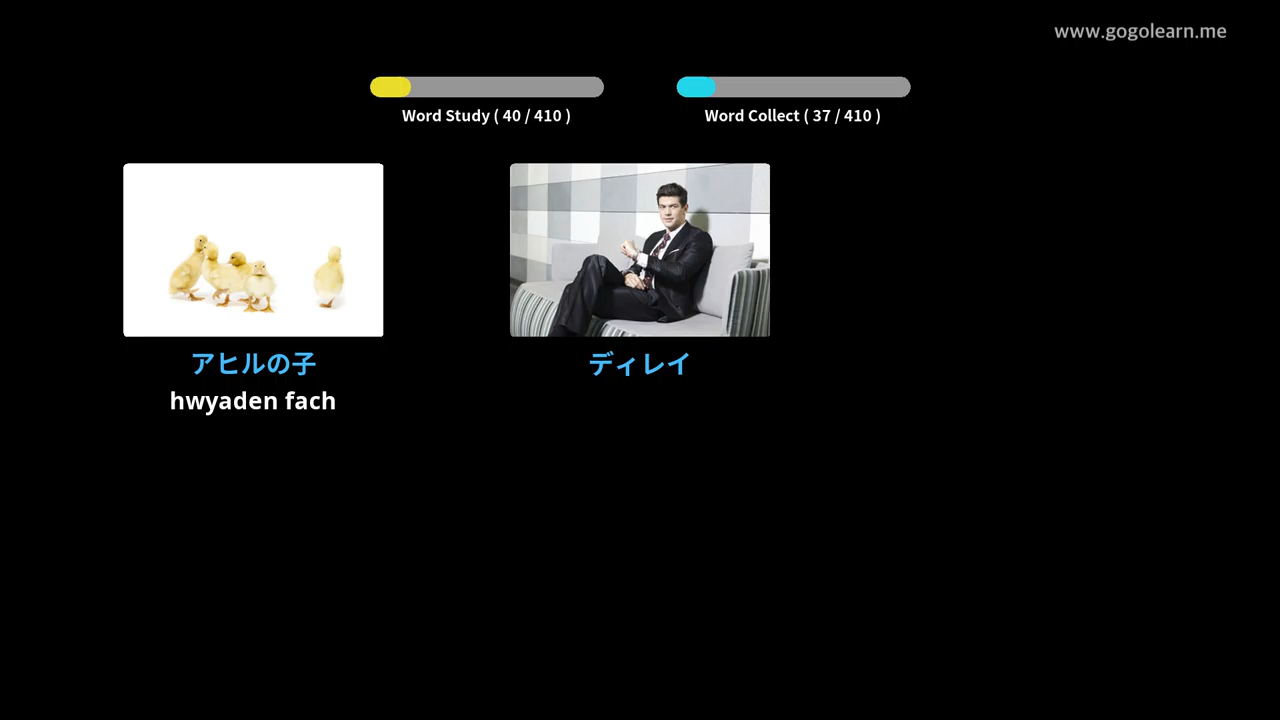 www.gogolearn.me
Word Study ( 40 / 410 )
Word Collect ( 37 / 410 )
アヒルの子
hwyaden fach
ディレイ